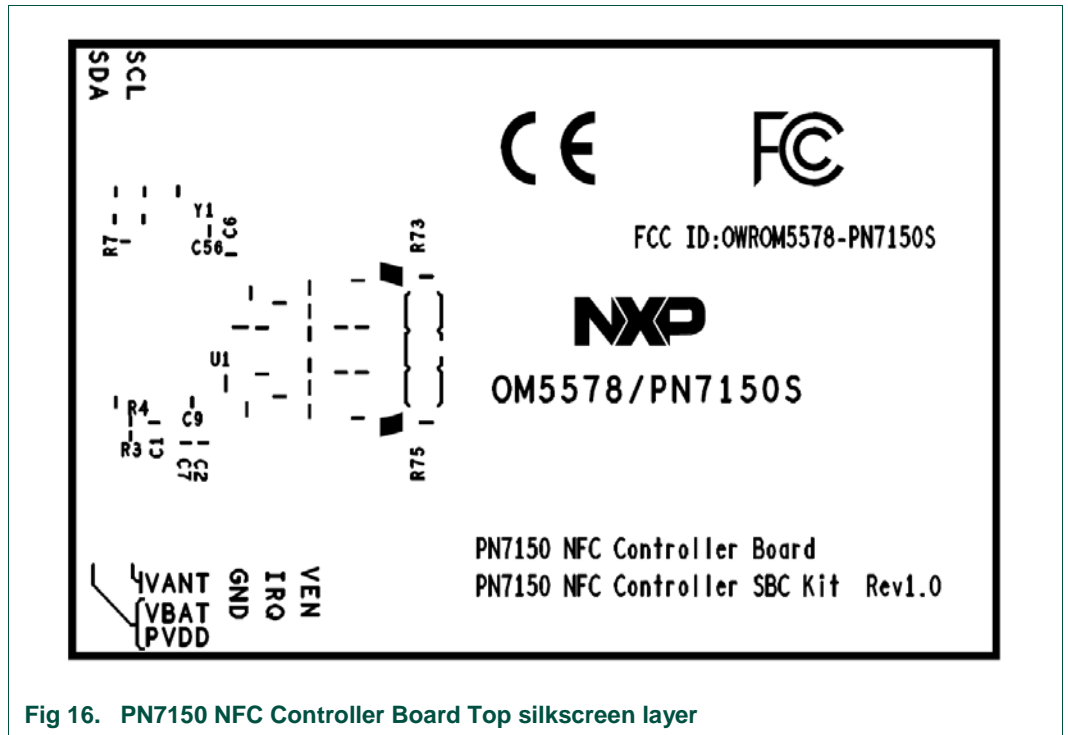 SDA
SCL
CE
FC
FCC ID:OWROM5578-PN7150S
Y1
C6
C56
R7
R73
NXP
U1
OM5578/PN7150S
R4
C9
R3
C1
C7
C2
R75
PN7150 NFC Controller Board
PN7150 NFC Controller SBC Kit Rev1.0
VANT
VBAT
PVDD
GND
IRQ
VEN
Fig 16. PN7150 NFC Controller Board Top silkscreen layer